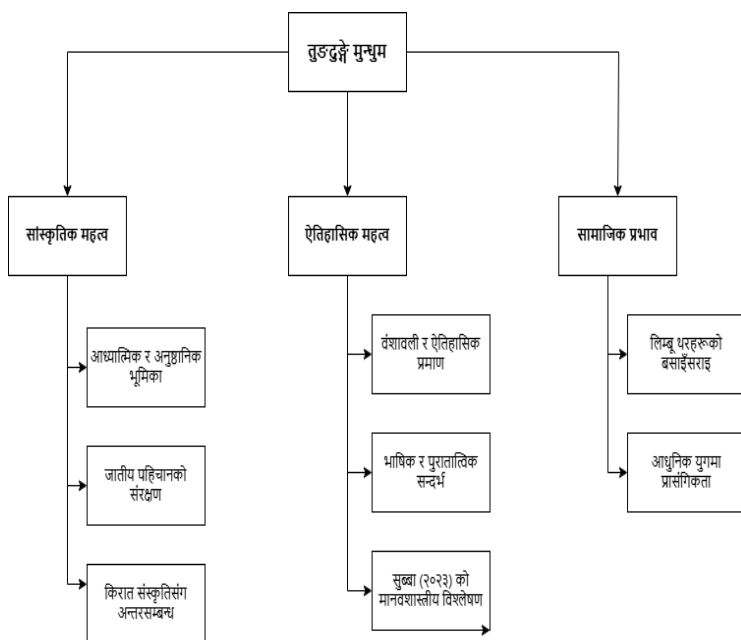 तुङदुङ्गे मुन्धुम
सांस्कृतिक महत्व
आध्यात्मिक र अनुष्ठानिक
भूमिका
जातीय पहिचानको
संरक्षण
किरात संस्कृतिसंग
अन्तरसम्बन्ध
ऐतिहासिक महत्व
वंशावली र ऐतिहासिक
प्रमाण
भाषिक र पुरातात्विक
सन्दर्भ
सुब्बा (२०२३) को
मानवशास्त्रीय विश्लेषण
सामाजिक प्रभाव
लिम्बू थरहरूको
बसाइँसराइ
आधुनिक युगमा
प्रासंगिकता